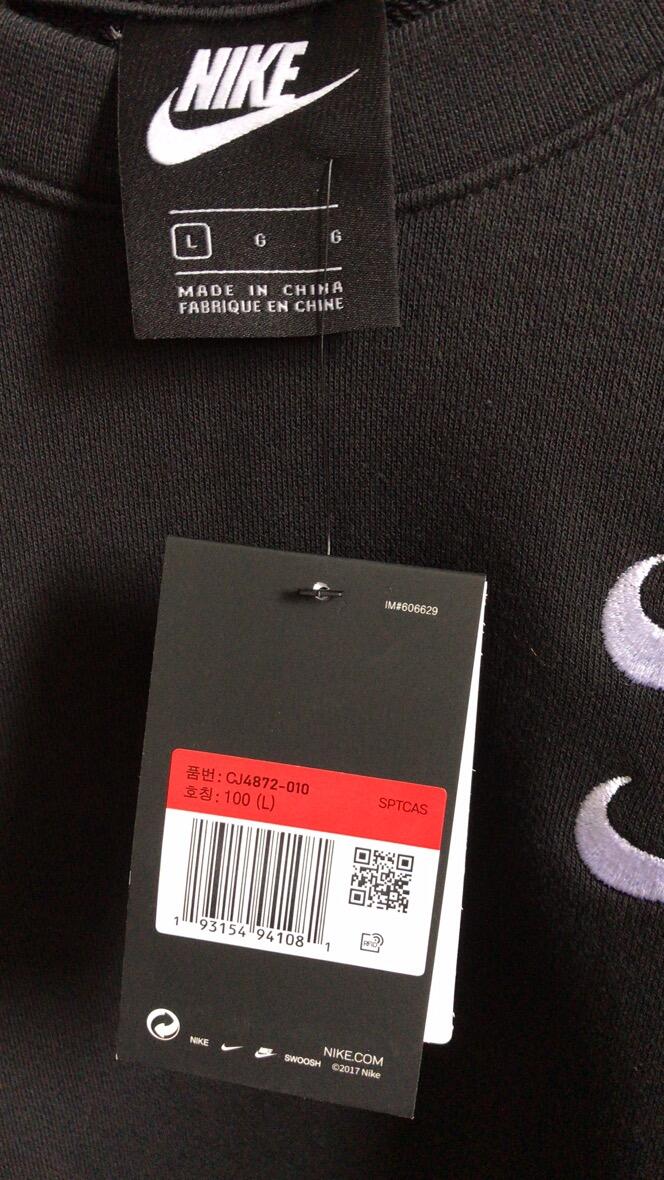 NIKE
L G G
MADE IN CHINA
FABRIQUE EN CHINE
IM#606629
품번 : CJ4872-010
호칭 : 100 (L)
SPTCAS
1 93154 94108 1
RFID
NIKE SWOOSH
NIKE.COM
©2017 Nike